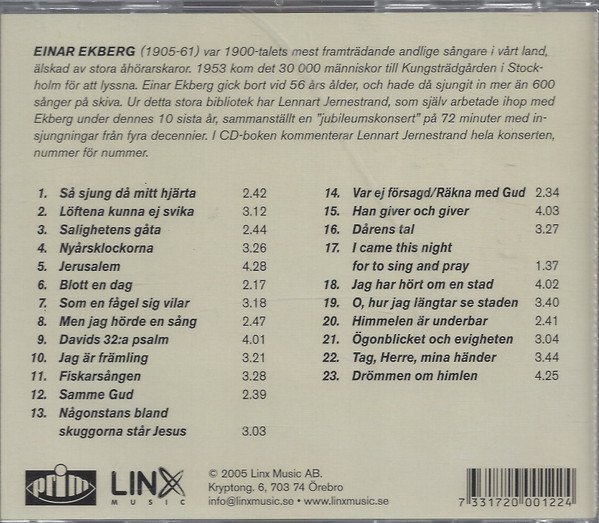 EINAR EKBERG (1905-61) var 1900-talets mest framträdande andlige sångare i vårt land,
älskad av stora åhörarskaror. 1953 kom det 30 000 människor till Kungsträdgården i Stock-
holm för att lyssna. Einar Ekberg gick bort vid 56 års ålder, och hade då sjungit in mer än 600
sånger på skiva. Ur detta stora bibliotek har Lennart Jernestrand, som själv arbetade ihop med
Ekberg under dennes 10 sista år, sammanställt en "jubileumskonsert" på 72 minuter med in-
sjungningar från fyra decennier. I CD-boken kommenterar Lennart Jernestrand hela konserten,
nummer för nummer.
1. Så sjung då mitt hjärta 2.42
2. Löftena kunna ej svika 3.12
3. Salighetens gåta 2.44
4. Nyårsklockorna 3.26
5. Jerusalem 4.28
6. Blott en dag 2.17
7. Som en fågel sig vilar 3.18
8. Men jag hörde en sång 2.47
9. Davids 32:a psalm 4.01
10. Jag är främling 3.21
11. Fiskarsången 3.28
12. Samme Gud 2.39
13. Någonstans bland
skuggorna står Jesus 3.03
14. Var ej försagd/Räkna med Gud 2.34
15. Han giver och giver 4.03
16. Dårens tal 3.27
17. I came this night
for to sing and pray 1.37
18. Jag har hört om en stad 4.02
19. O, hur jag längtar se staden 3.40
20. Himmelen är underbar 2.41
21. Ögonblicket och evigheten 3.04
22. Tag, Herre, mina händer 3.44
23. Drömmen om himlen 4.25
prim
LINX
MUSIC
© 2005 Linx Music AB.
Kryptong. 6, 703 74 Örebro
info@linxmusic.se • www.linxmusic.se
7 331720 001224